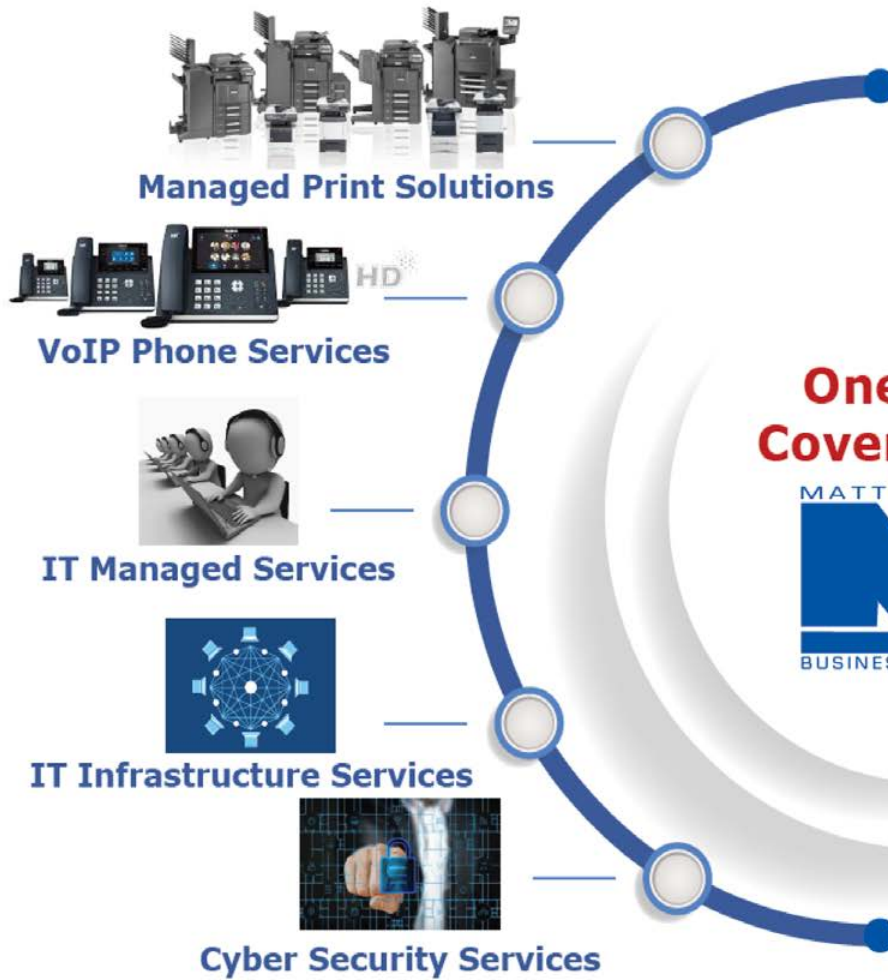 Managed Print Solutions
HD
VoIP Phone Services
One
Cover
MATT
IT Managed Services
BUSINES
IT Infrastructure Services
Cyber Security Services